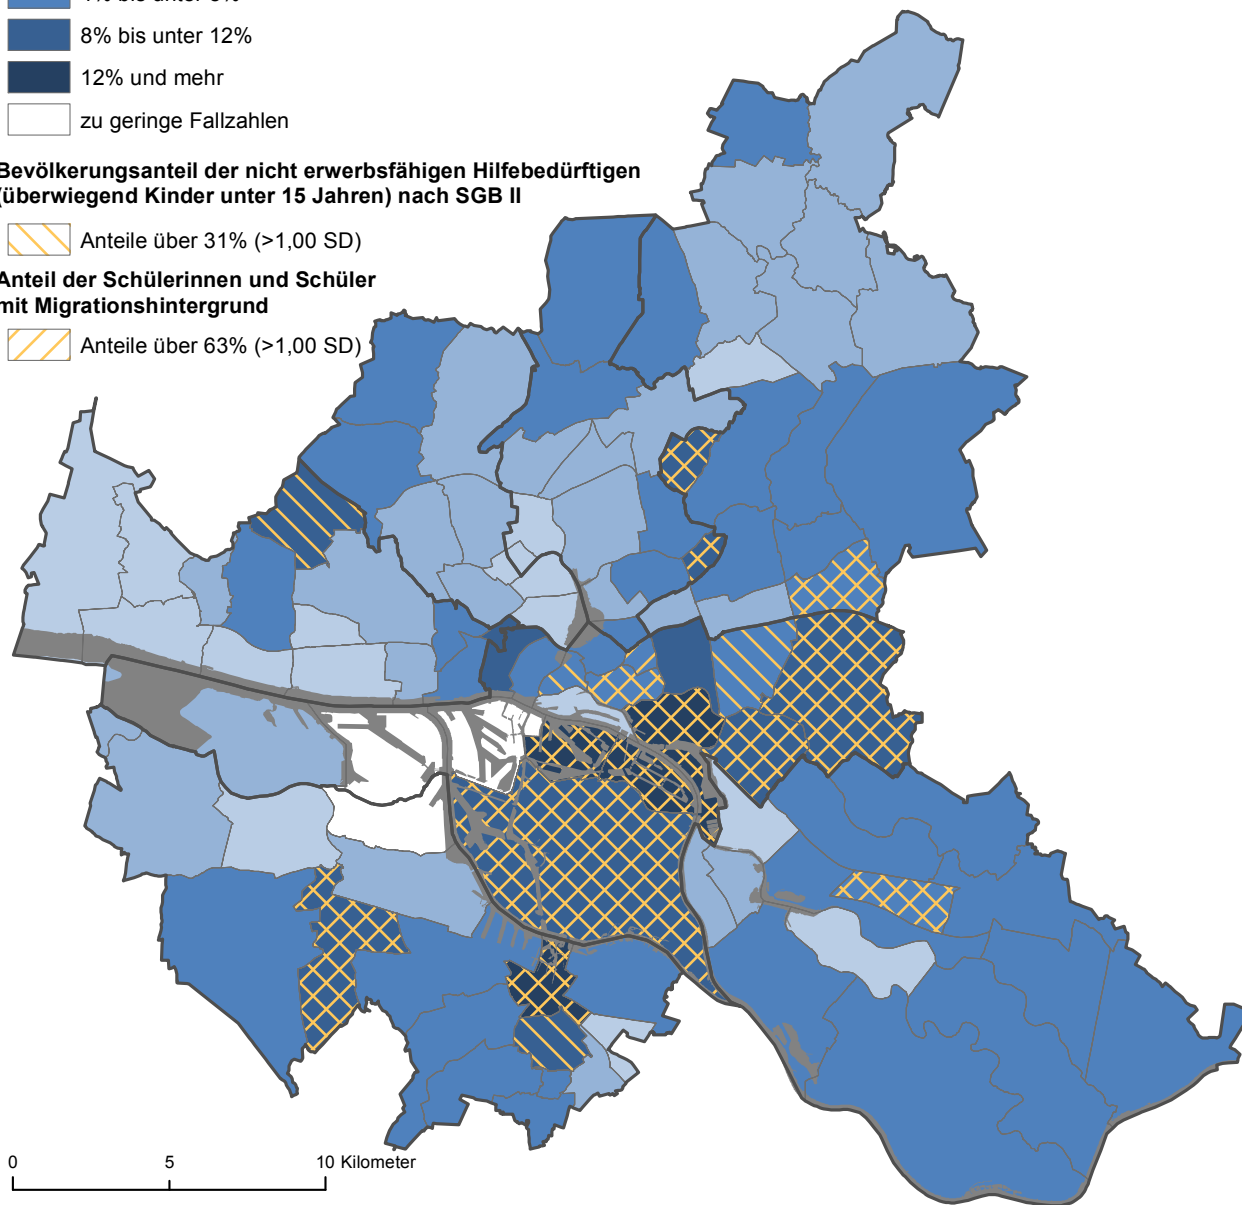 8% bis unter 12%
12% und mehr
zu geringe Fallzahlen
Bevölkerungsanteil der nicht erwerbsfähigen Hilfebedürftigen
(überwiegend Kinder unter 15 Jahren) nach SGB II
Anteile über 31% (>1,00 SD)
Anteil der Schülerinnen und Schüler
mit Migrationshintergrund
Anteile über 63% (>1,00 SD)
0 5 10 Kilometer